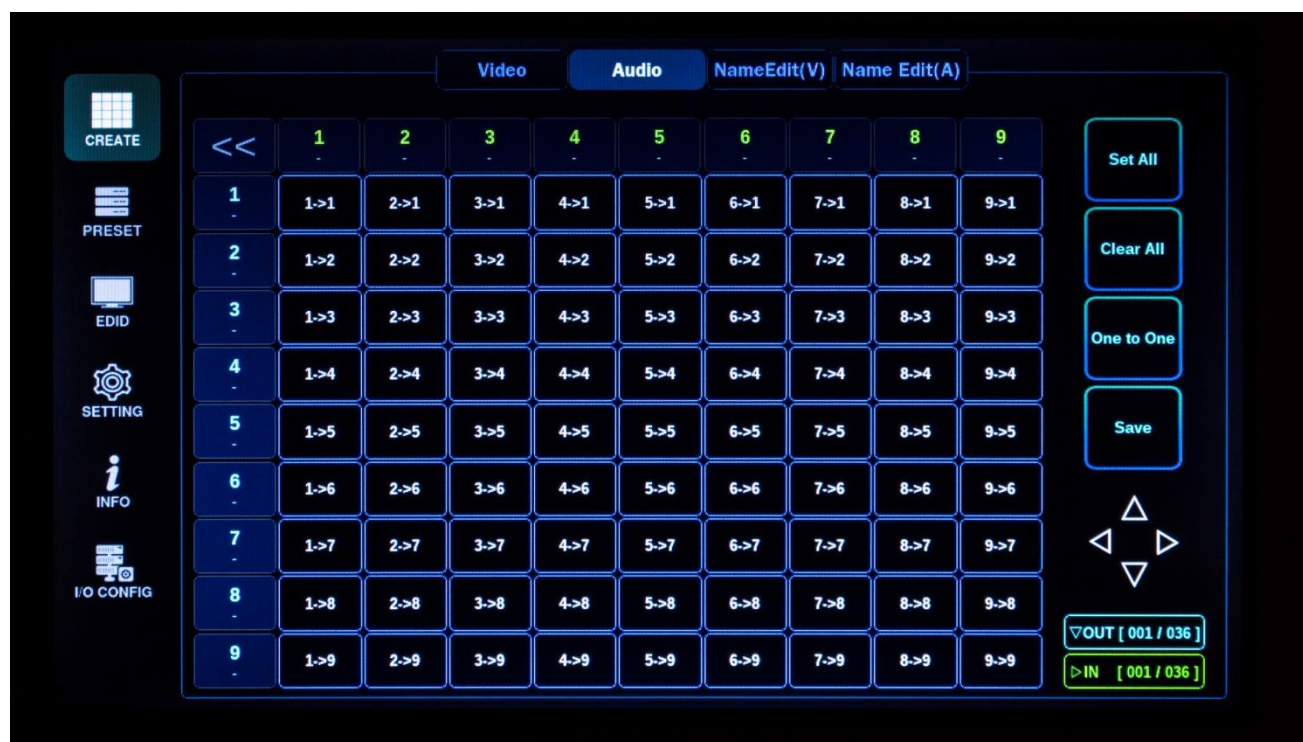 Video Audio NameEdit(V) Name Edit(A)
CREATE
PRESET
EDID
SETTING
INFO
I/O CONFIG
<< 1 2 3 4 5 6 7 8 9
- - - - - - - - -
1
-
1->1 2->1 3->1 4->1 5->1 6->1 7->1 8->1 9->1
2
-
1->2 2->2 3->2 4->2 5->2 6->2 7->2 8->2 9->2
3
-
1->3 2->3 3->3 4->3 5->3 6->3 7->3 8->3 9->3
4
-
1->4 2->4 3->4 4->4 5->4 6->4 7->4 8->4 9->4
5
-
1->5 2->5 3->5 4->5 5->5 6->5 7->5 8->5 9->5
6
-
1->6 2->6 3->6 4->6 5->6 6->6 7->6 8->6 9->6
7
-
1->7 2->7 3->7 4->7 5->7 6->7 7->7 8->7 9->7
8
-
1->8 2->8 3->8 4->8 5->8 6->8 7->8 8->8 9->8
9
-
1->9 2->9 3->9 4->9 5->9 6->9 7->9 8->9 9->9
Set All
Clear All
One to One
Save
▽OUT [ 001 / 036 ]
▷IN [ 001 / 036 ]